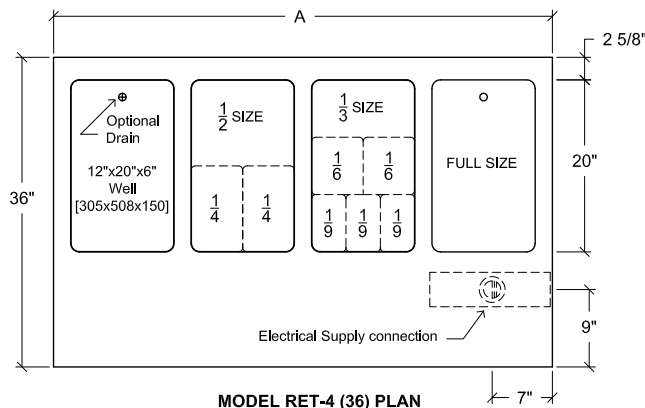 A
2 5/8"
Optional
Drain
12"x20"x6"
Well
[305x508x150]
1/2 SIZE
1/4 1/4
1/3 SIZE
1/6 1/6
1/9 1/9 1/9
FULL SIZE
36"
20"
Electrical Supply connection
9"
7"
MODEL RET-4 (36) PLAN